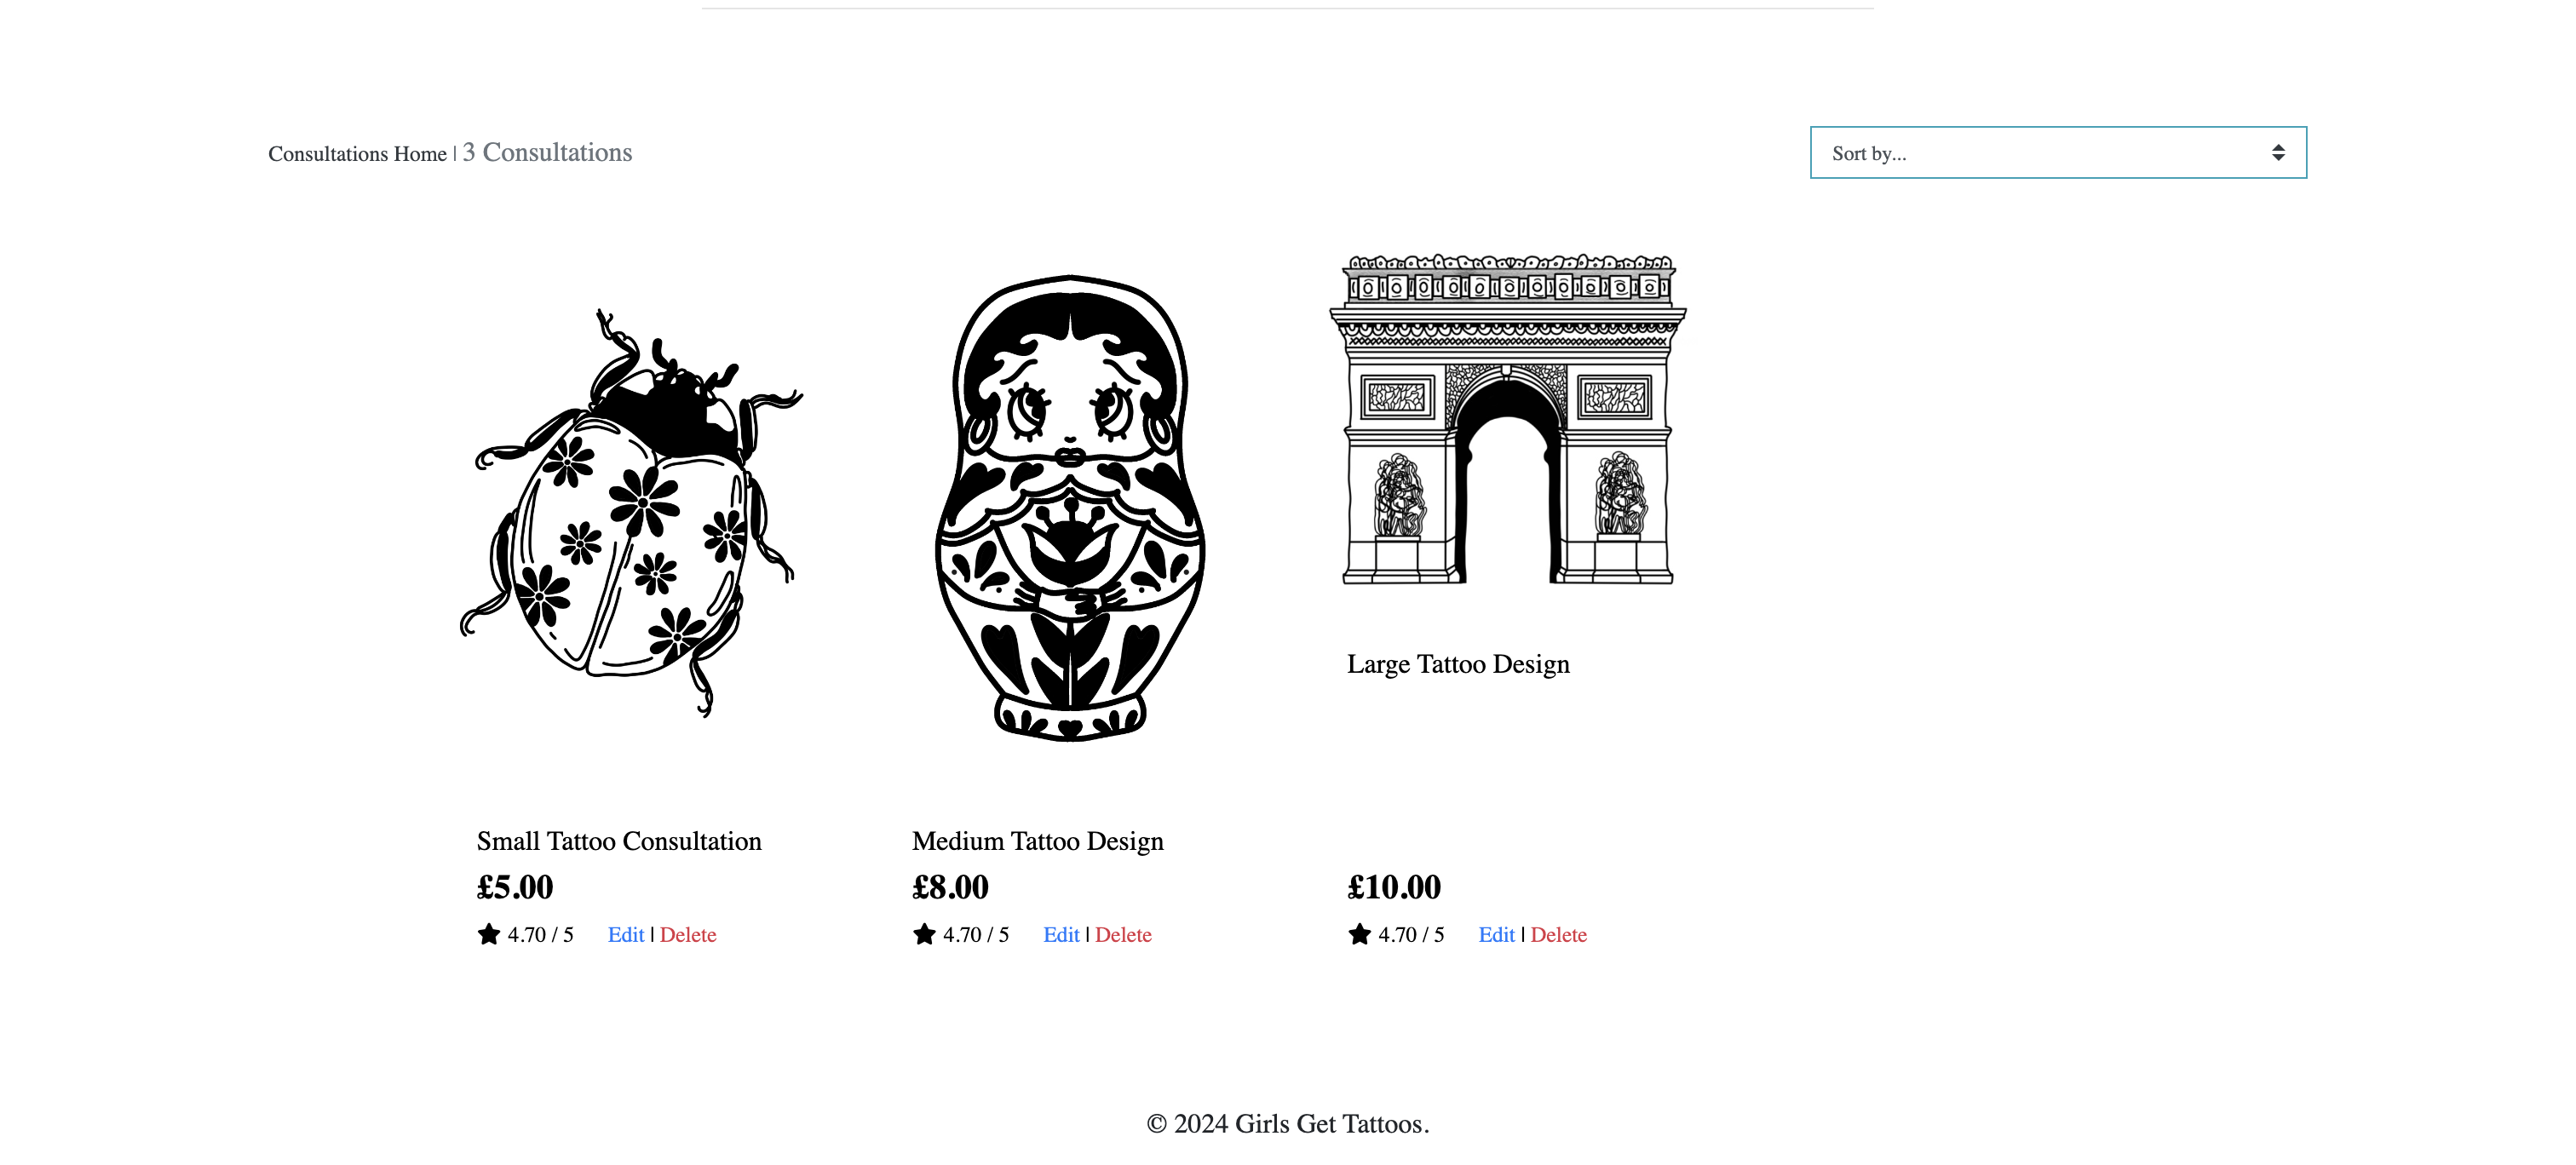 Consultations Home | 3 Consultations
Sort by...
Large Tattoo Design
Small Tattoo Consultation
Medium Tattoo Design
£5.00
£8.00
£10.00
4.70 / 5 Edit | Delete
4.70 / 5 Edit | Delete
4.70 / 5 Edit | Delete
© 2024 Girls Get Tattoos.